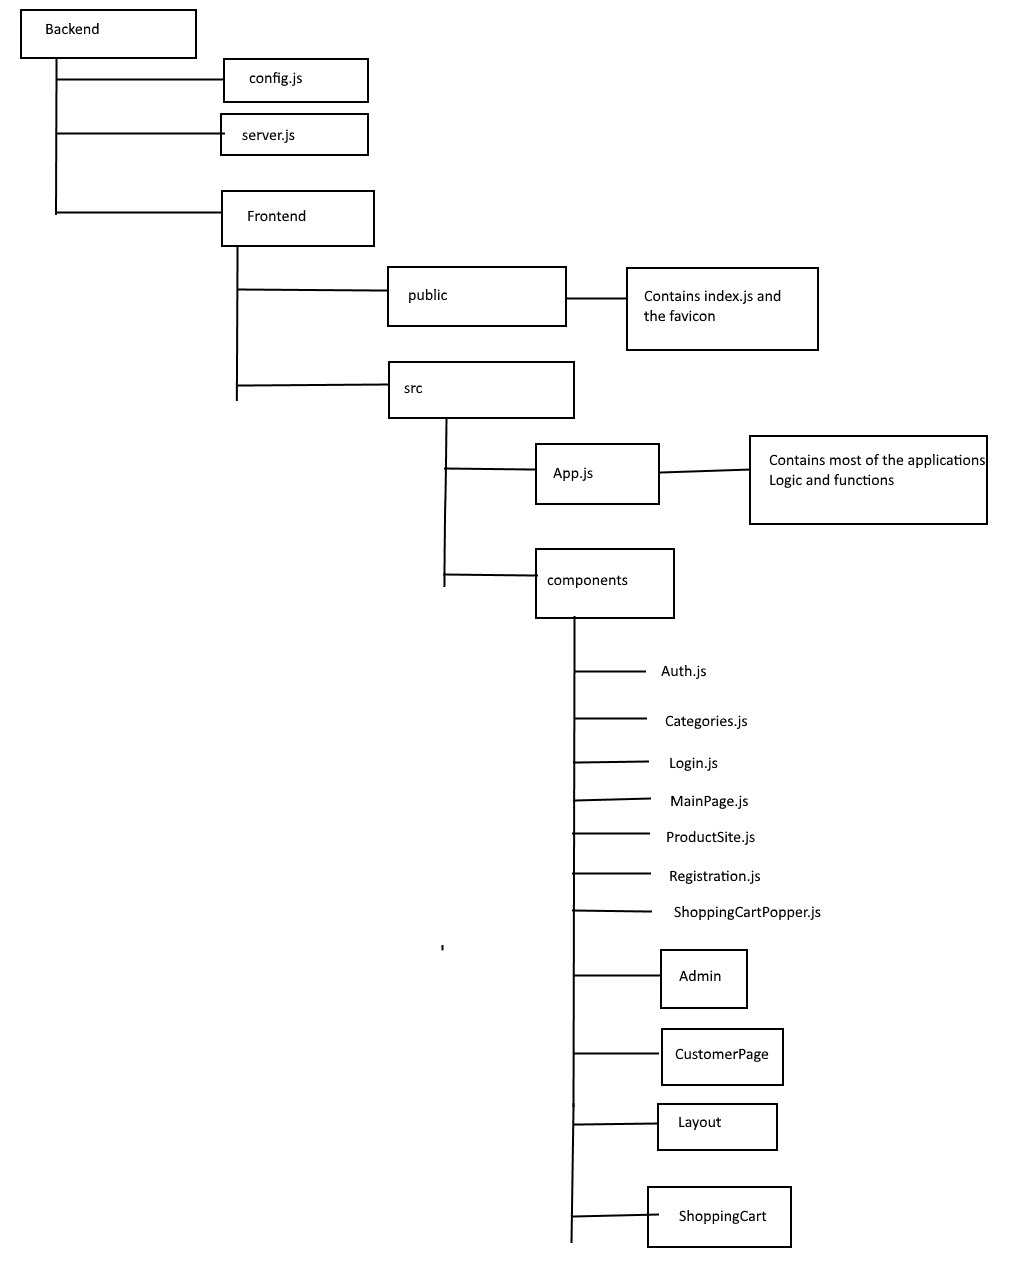 Backend
config.js
server.js
Frontend
public
Contains index.js and
the favicon
src
App.js
Contains most of the applications
Logic and functions
components
Auth.js
Categories.js
Login.js
MainPage.js
ProductSite.js
Registration.js
ShoppingCartPopper.js
Admin
CustomerPage
Layout
ShoppingCart